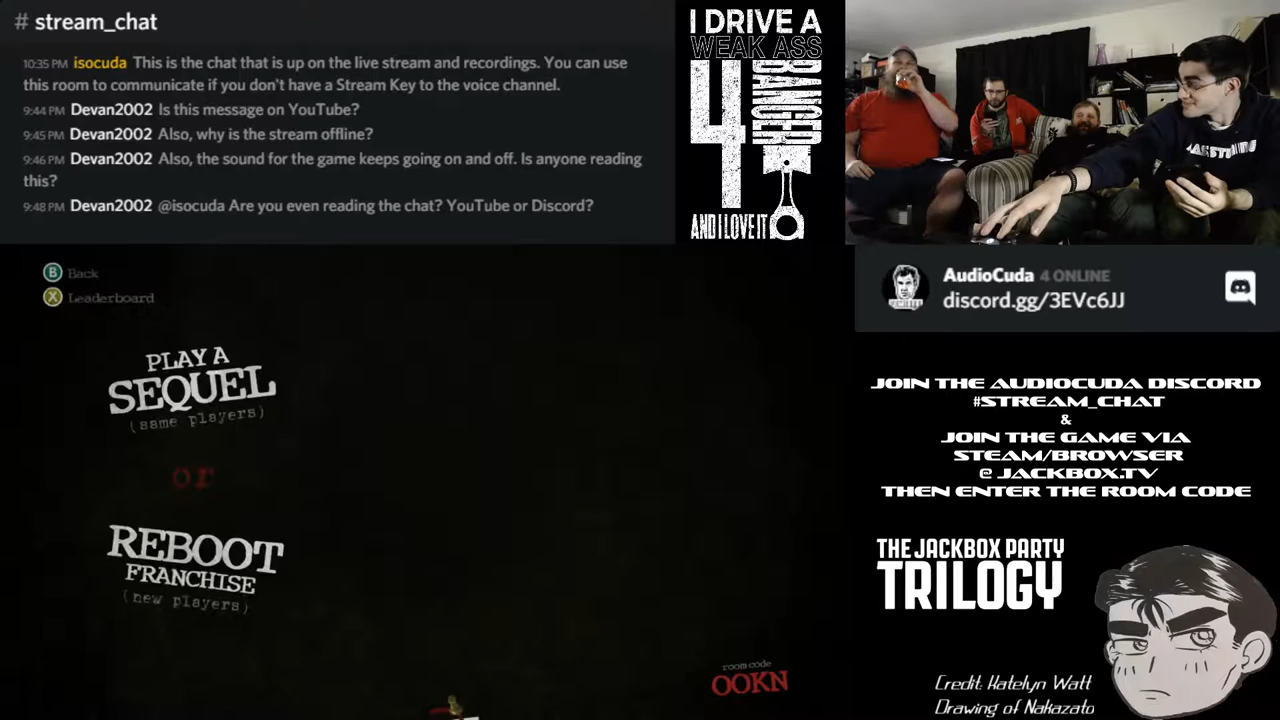 # stream_chat
10:35 PM isocuda This is the chat that is up on the live stream and recordings. You can use
this room to communicate if you don't have a Stream Key to the voice channel.
9:44 PM Devan2002 Is this message on YouTube?
9:45 PM Devan2002 Also, why is the stream offline?
9:46 PM Devan2002 Also, the sound for the game keeps going on and off. Is anyone reading
this?
9:48 PM Devan2002 @isocuda Are you even reading the chat? YouTube or Discord?
I DRIVE A
WEAK ASS
4 BANGER
AND I LOVE IT
B Back
X Leaderboard
PLAY A
SEQUEL
(same players)
or
REBOOT
FRANCHISE
(new players)
room code
OOKN
AudioCuda 4 ONLINE
discord.gg/3EVc6JJ
JOIN THE AUDIOCUDA DISCORD
#STREAM_CHAT
&
JOIN THE GAME VIA
STEAM/BROWSER
@ JACKBOX.TV
THEN ENTER THE ROOM CODE
THE JACKBOX PARTY
TRILOGY
Credit: Katelyn Watt
Drawing of Nakazato